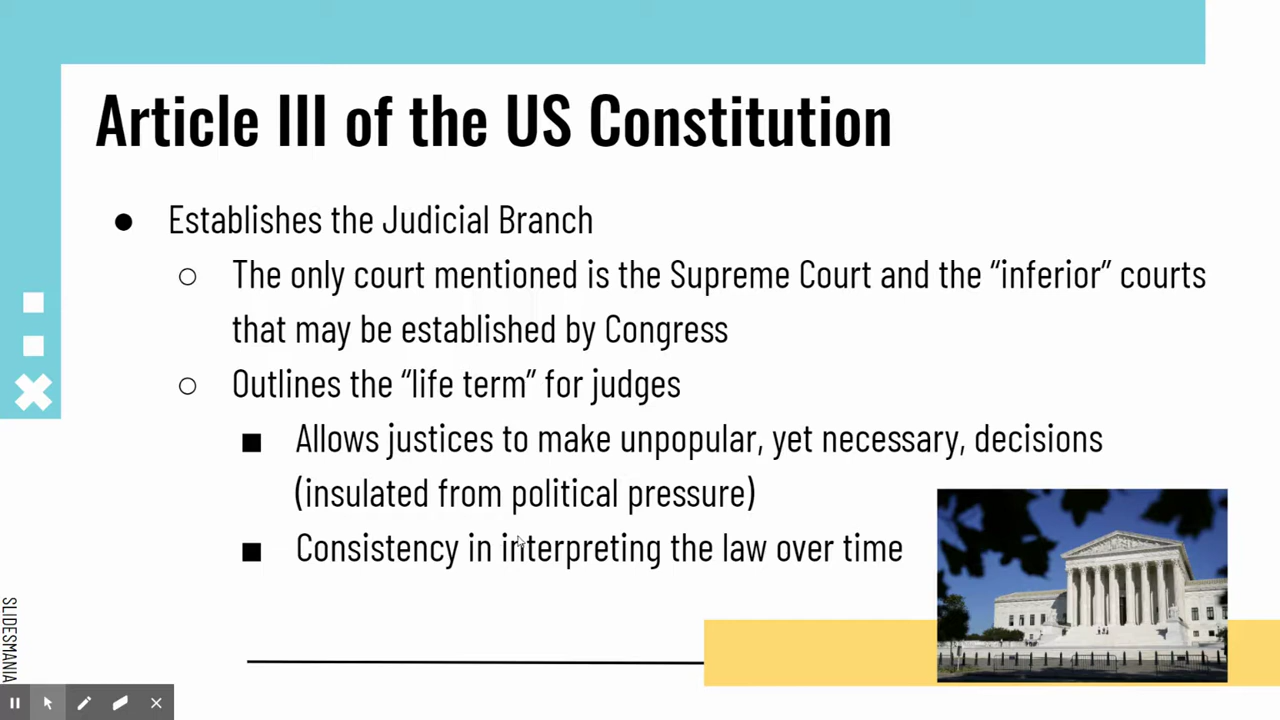 Article III of the US Constitution
● Establishes the Judicial Branch
○ The only court mentioned is the Supreme Court and the “inferior” courts
that may be established by Congress
○ Outlines the “life term” for judges
■ Allows justices to make unpopular, yet necessary, decisions
(insulated from political pressure)
■ Consistency in interpreting the law over time
SLIDESMANIA